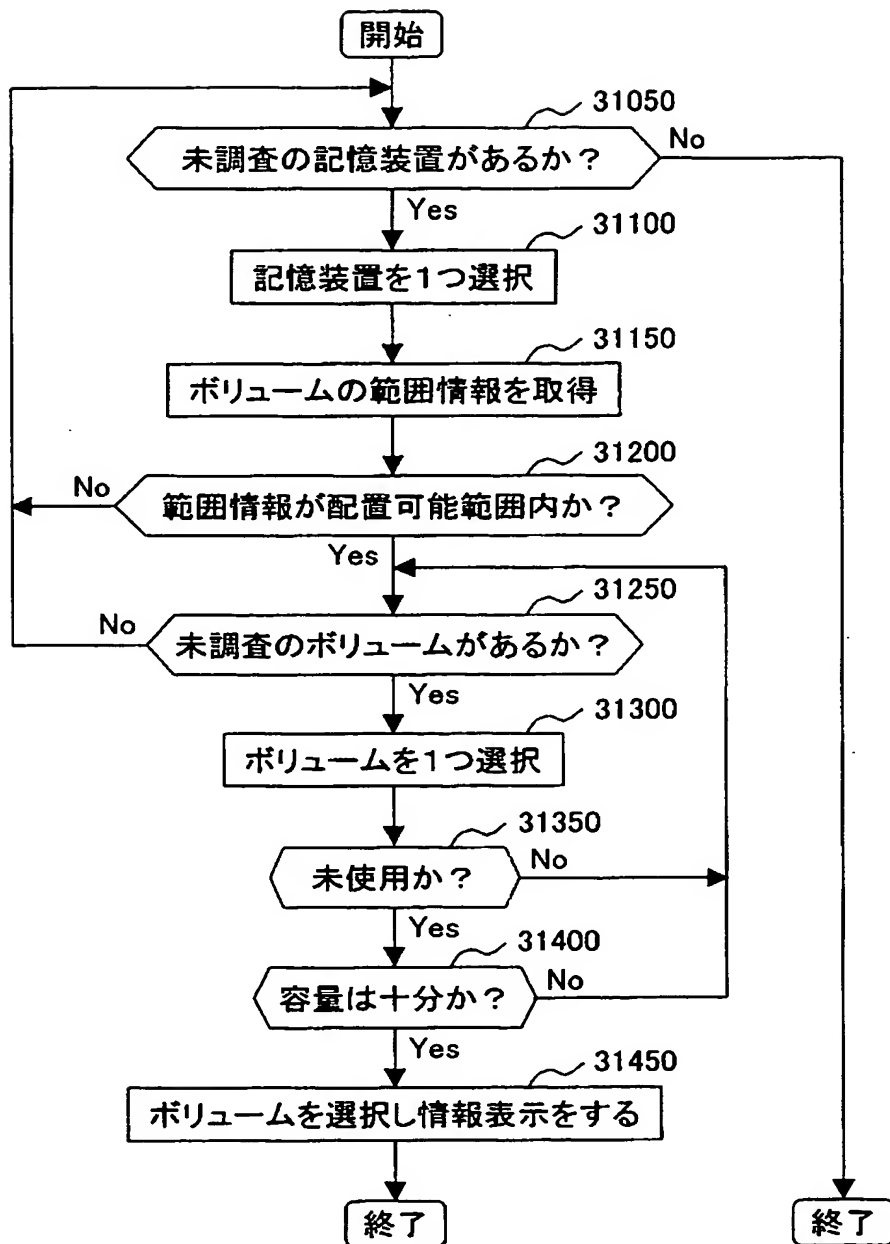 開始
31050
未調査の記憶装置があるか?
No
Yes
31100
記憶装置を1つ選択
31150
ボリュームの範囲情報を取得
31200
No
範囲情報が配置可能範囲内か?
Yes
31250
No
未調査のボリュームがあるか?
Yes
31300
ボリュームを1つ選択
31350
未使用か?
No
Yes
31400
容量は十分か?
No
Yes
31450
ボリュームを選択し情報表示をする
終了
終了